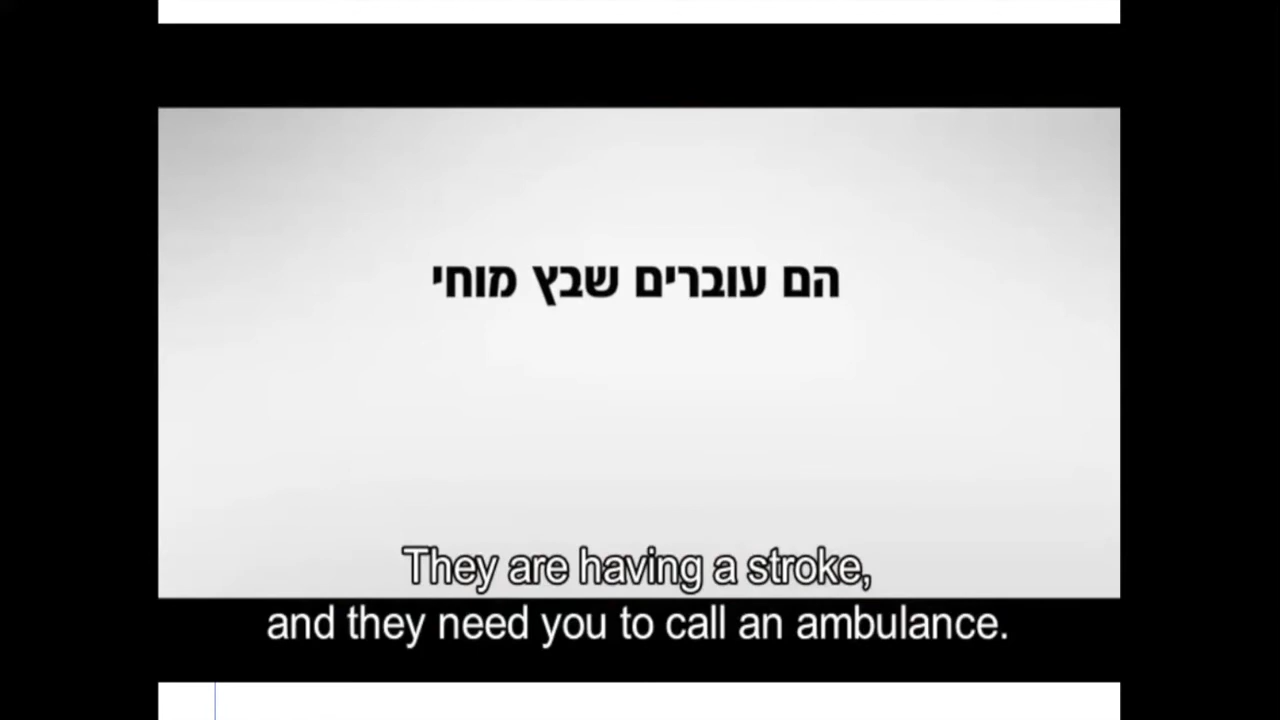 הם עוברים שבץ מוחי
They are having a stroke,
and they need you to call an ambulance.